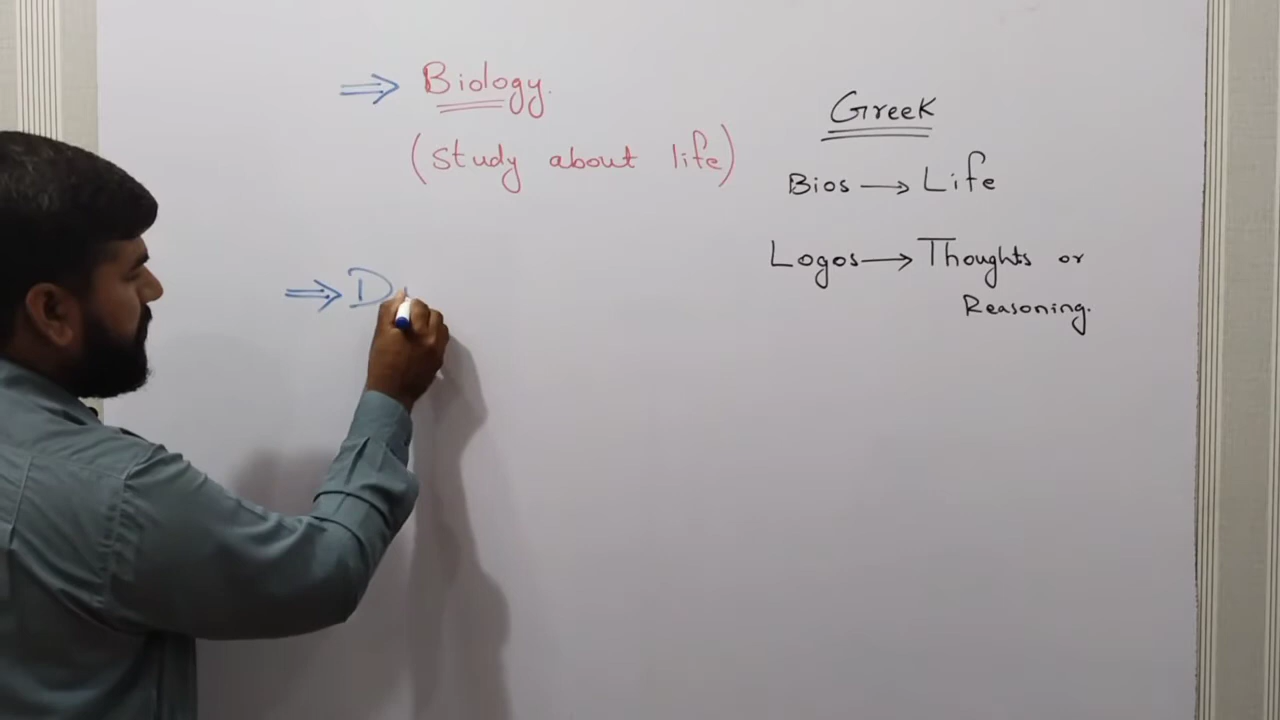 ⇒ Biology.
(study about life)
Greek
Bios → Life
Logos → Thoughts or
Reasoning.
⇒ D